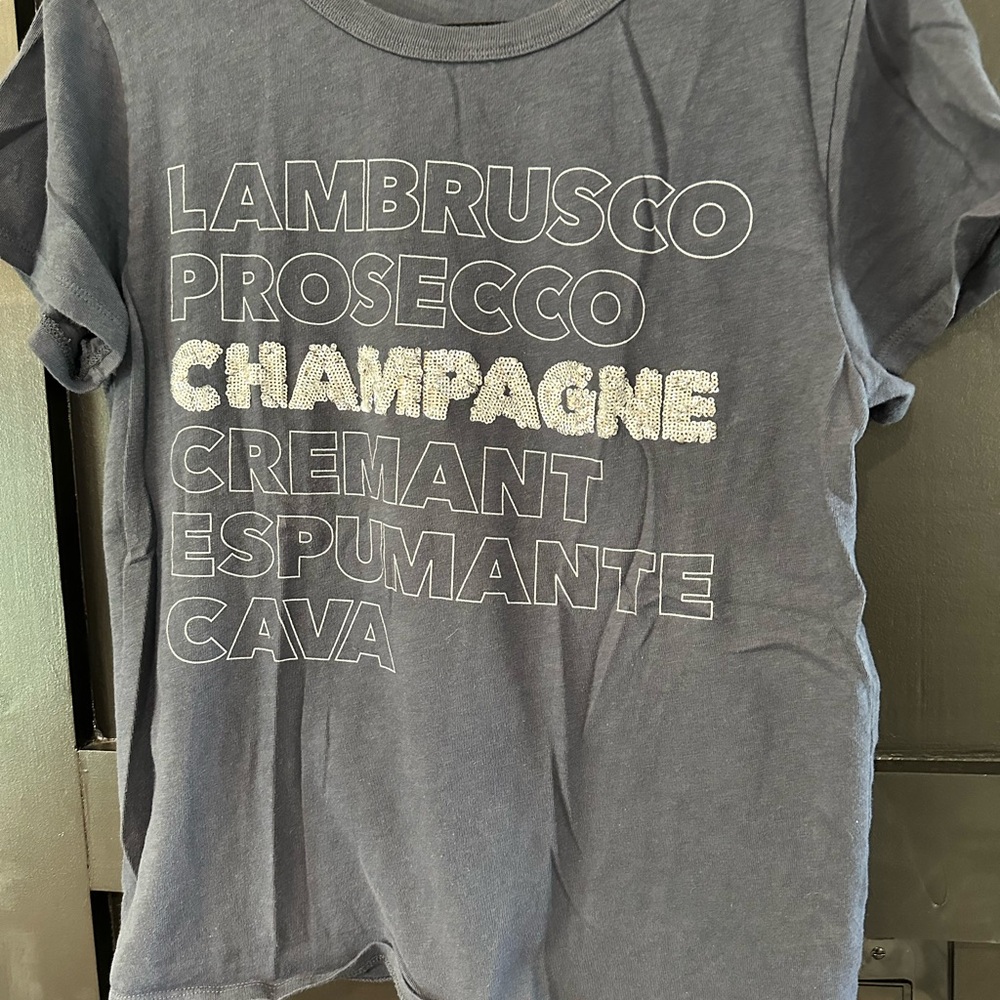 LAMBRUSCO
PROSECCO
CHAMPAGNE
CREMANT
ESPUMANTE
CAVA